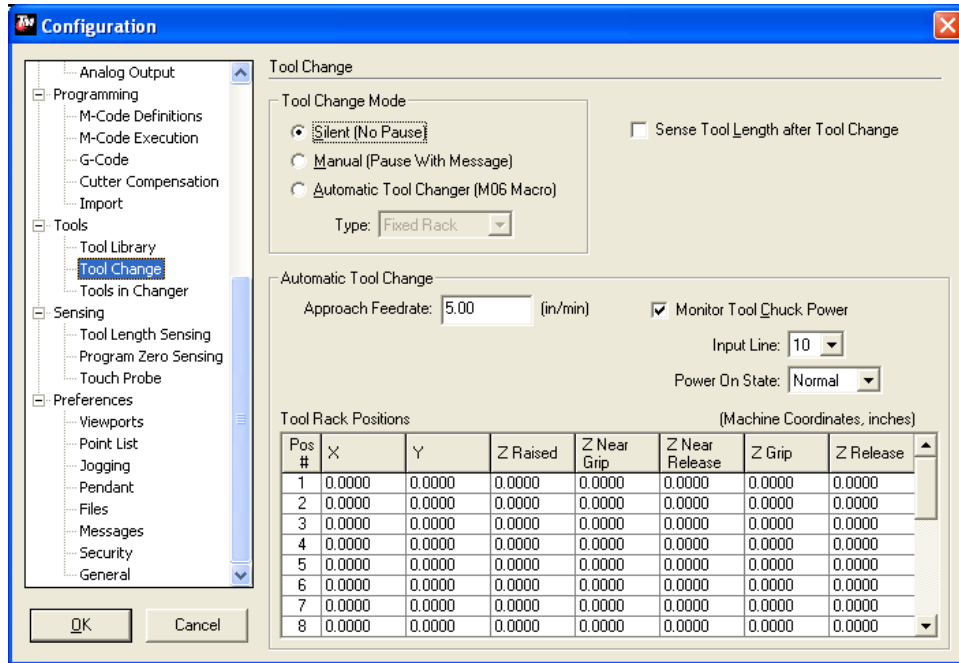 Configuration
Analog Output
Programming
M-Code Definitions
M-Code Execution
G-Code
Cutter Compensation
Import
Tools
Tool Library
Tool Change
Tools in Changer
Sensing
Tool Length Sensing
Program Zero Sensing
Touch Probe
Preferences
Viewports
Point List
Jogging
Pendant
Files
Messages
Security
General
OK
Cancel
Tool Change
Tool Change Mode
Silent (No Pause)
Manual (Pause With Message)
Automatic Tool Changer (M06 Macro)
Type: Fixed Rack
Sense Tool Length after Tool Change
Automatic Tool Change
Approach Feedrate: 5.00 (in/min)
Monitor Tool Chuck Power
Input Line: 10
Power On State: Normal
Tool Rack Positions (Machine Coordinates, inches)
Pos # X Y Z Raised Z Near Grip Z Near Release Z Grip Z Release
1 0.0000 0.0000 0.0000 0.0000 0.0000 0.0000 0.0000
2 0.0000 0.0000 0.0000 0.0000 0.0000 0.0000 0.0000
3 0.0000 0.0000 0.0000 0.0000 0.0000 0.0000 0.0000
4 0.0000 0.0000 0.0000 0.0000 0.0000 0.0000 0.0000
5 0.0000 0.0000 0.0000 0.0000 0.0000 0.0000 0.0000
6 0.0000 0.0000 0.0000 0.0000 0.0000 0.0000 0.0000
7 0.0000 0.0000 0.0000 0.0000 0.0000 0.0000 0.0000
8 0.0000 0.0000 0.0000 0.0000 0.0000 0.0000 0.0000